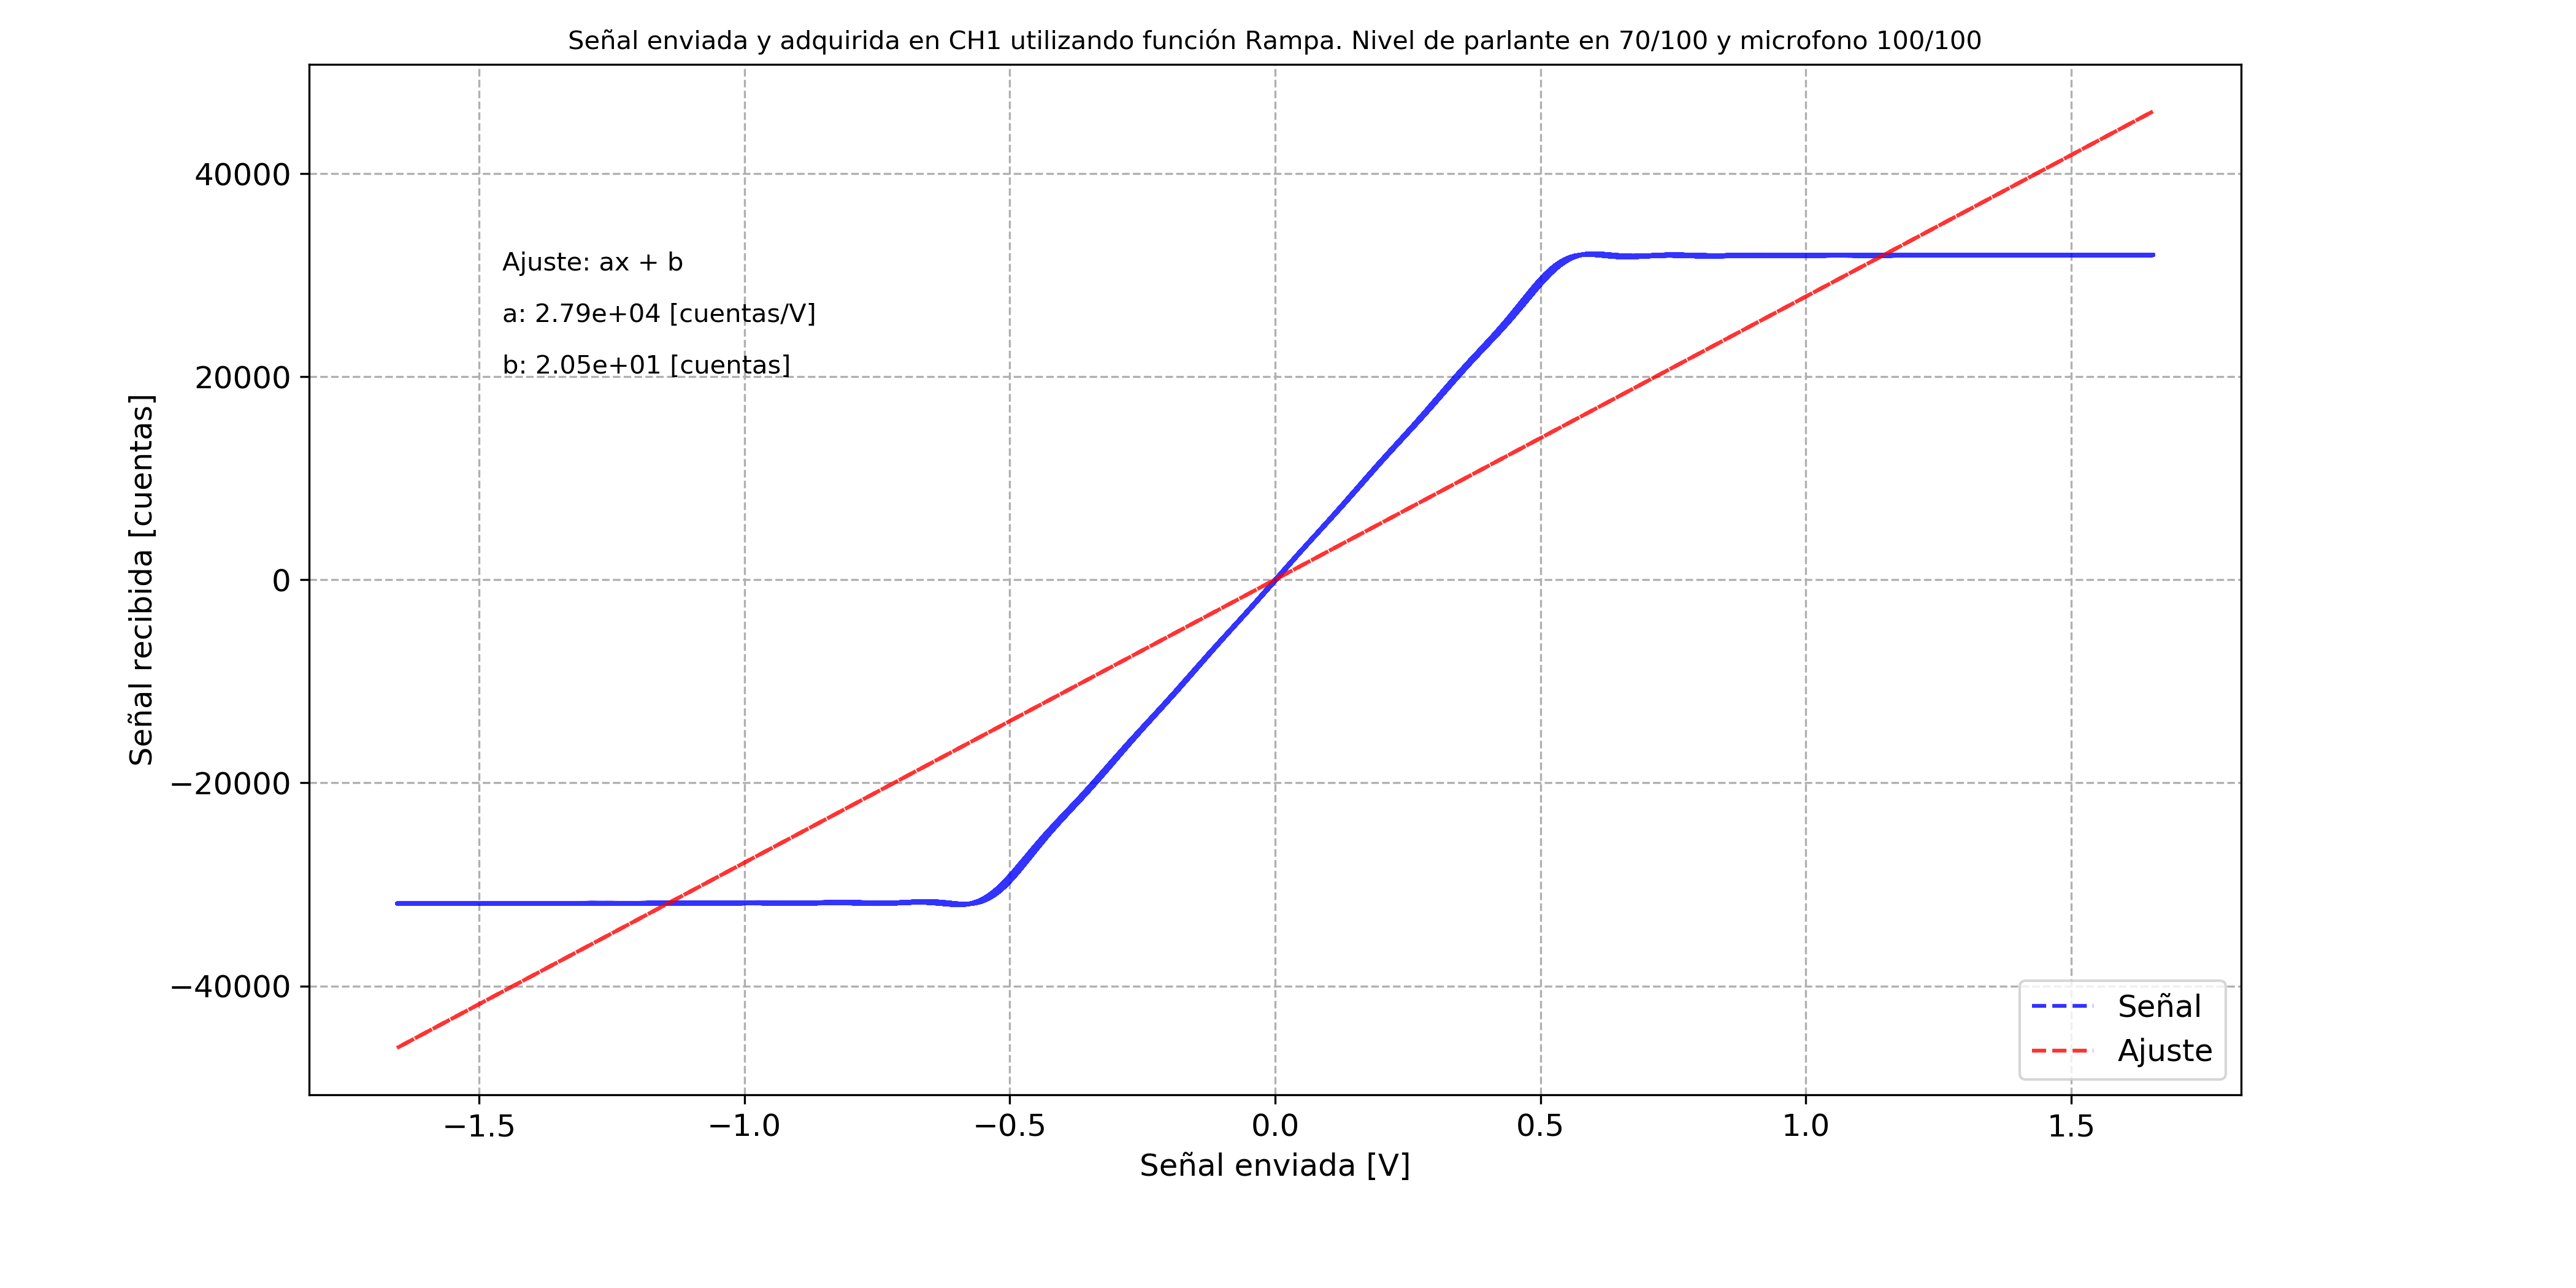 Señal enviada y adquirida en CH1 utilizando función Rampa. Nivel de parlante en 70/100 y microfono 100/100
40000
20000
0
−20000
−40000
Señal recibida [cuentas]
Ajuste: ax + b
a: 2.79e+04 [cuentas/V]
b: 2.05e+01 [cuentas]
Señal
Ajuste
−1.5
−1.0
−0.5
0.0
0.5
1.0
1.5
Señal enviada [V]